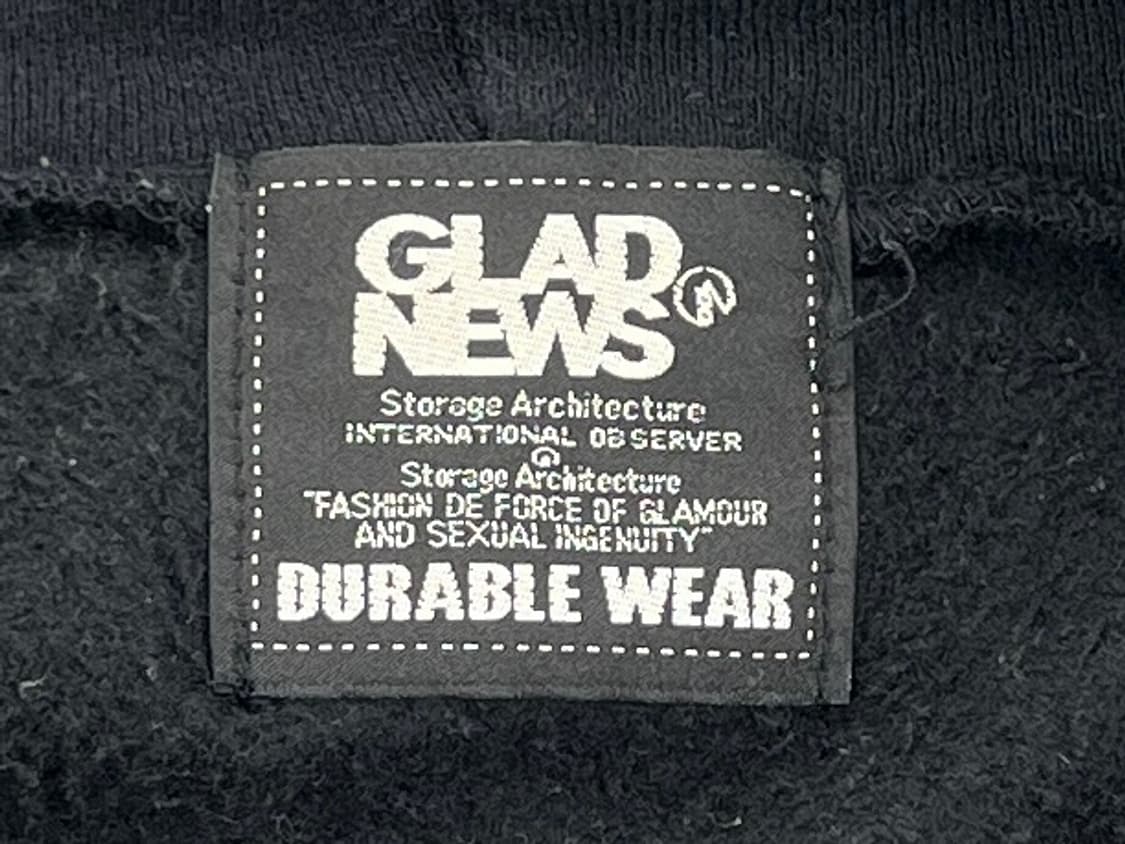 GLAD
NEWS
Storage Architecture
INTERNATIONAL OBSERVER
G
Storage Architecture
"FASHION DE FORCE OF GLAMOUR
AND SEXUAL INGENUITY"
DURABLE WEAR